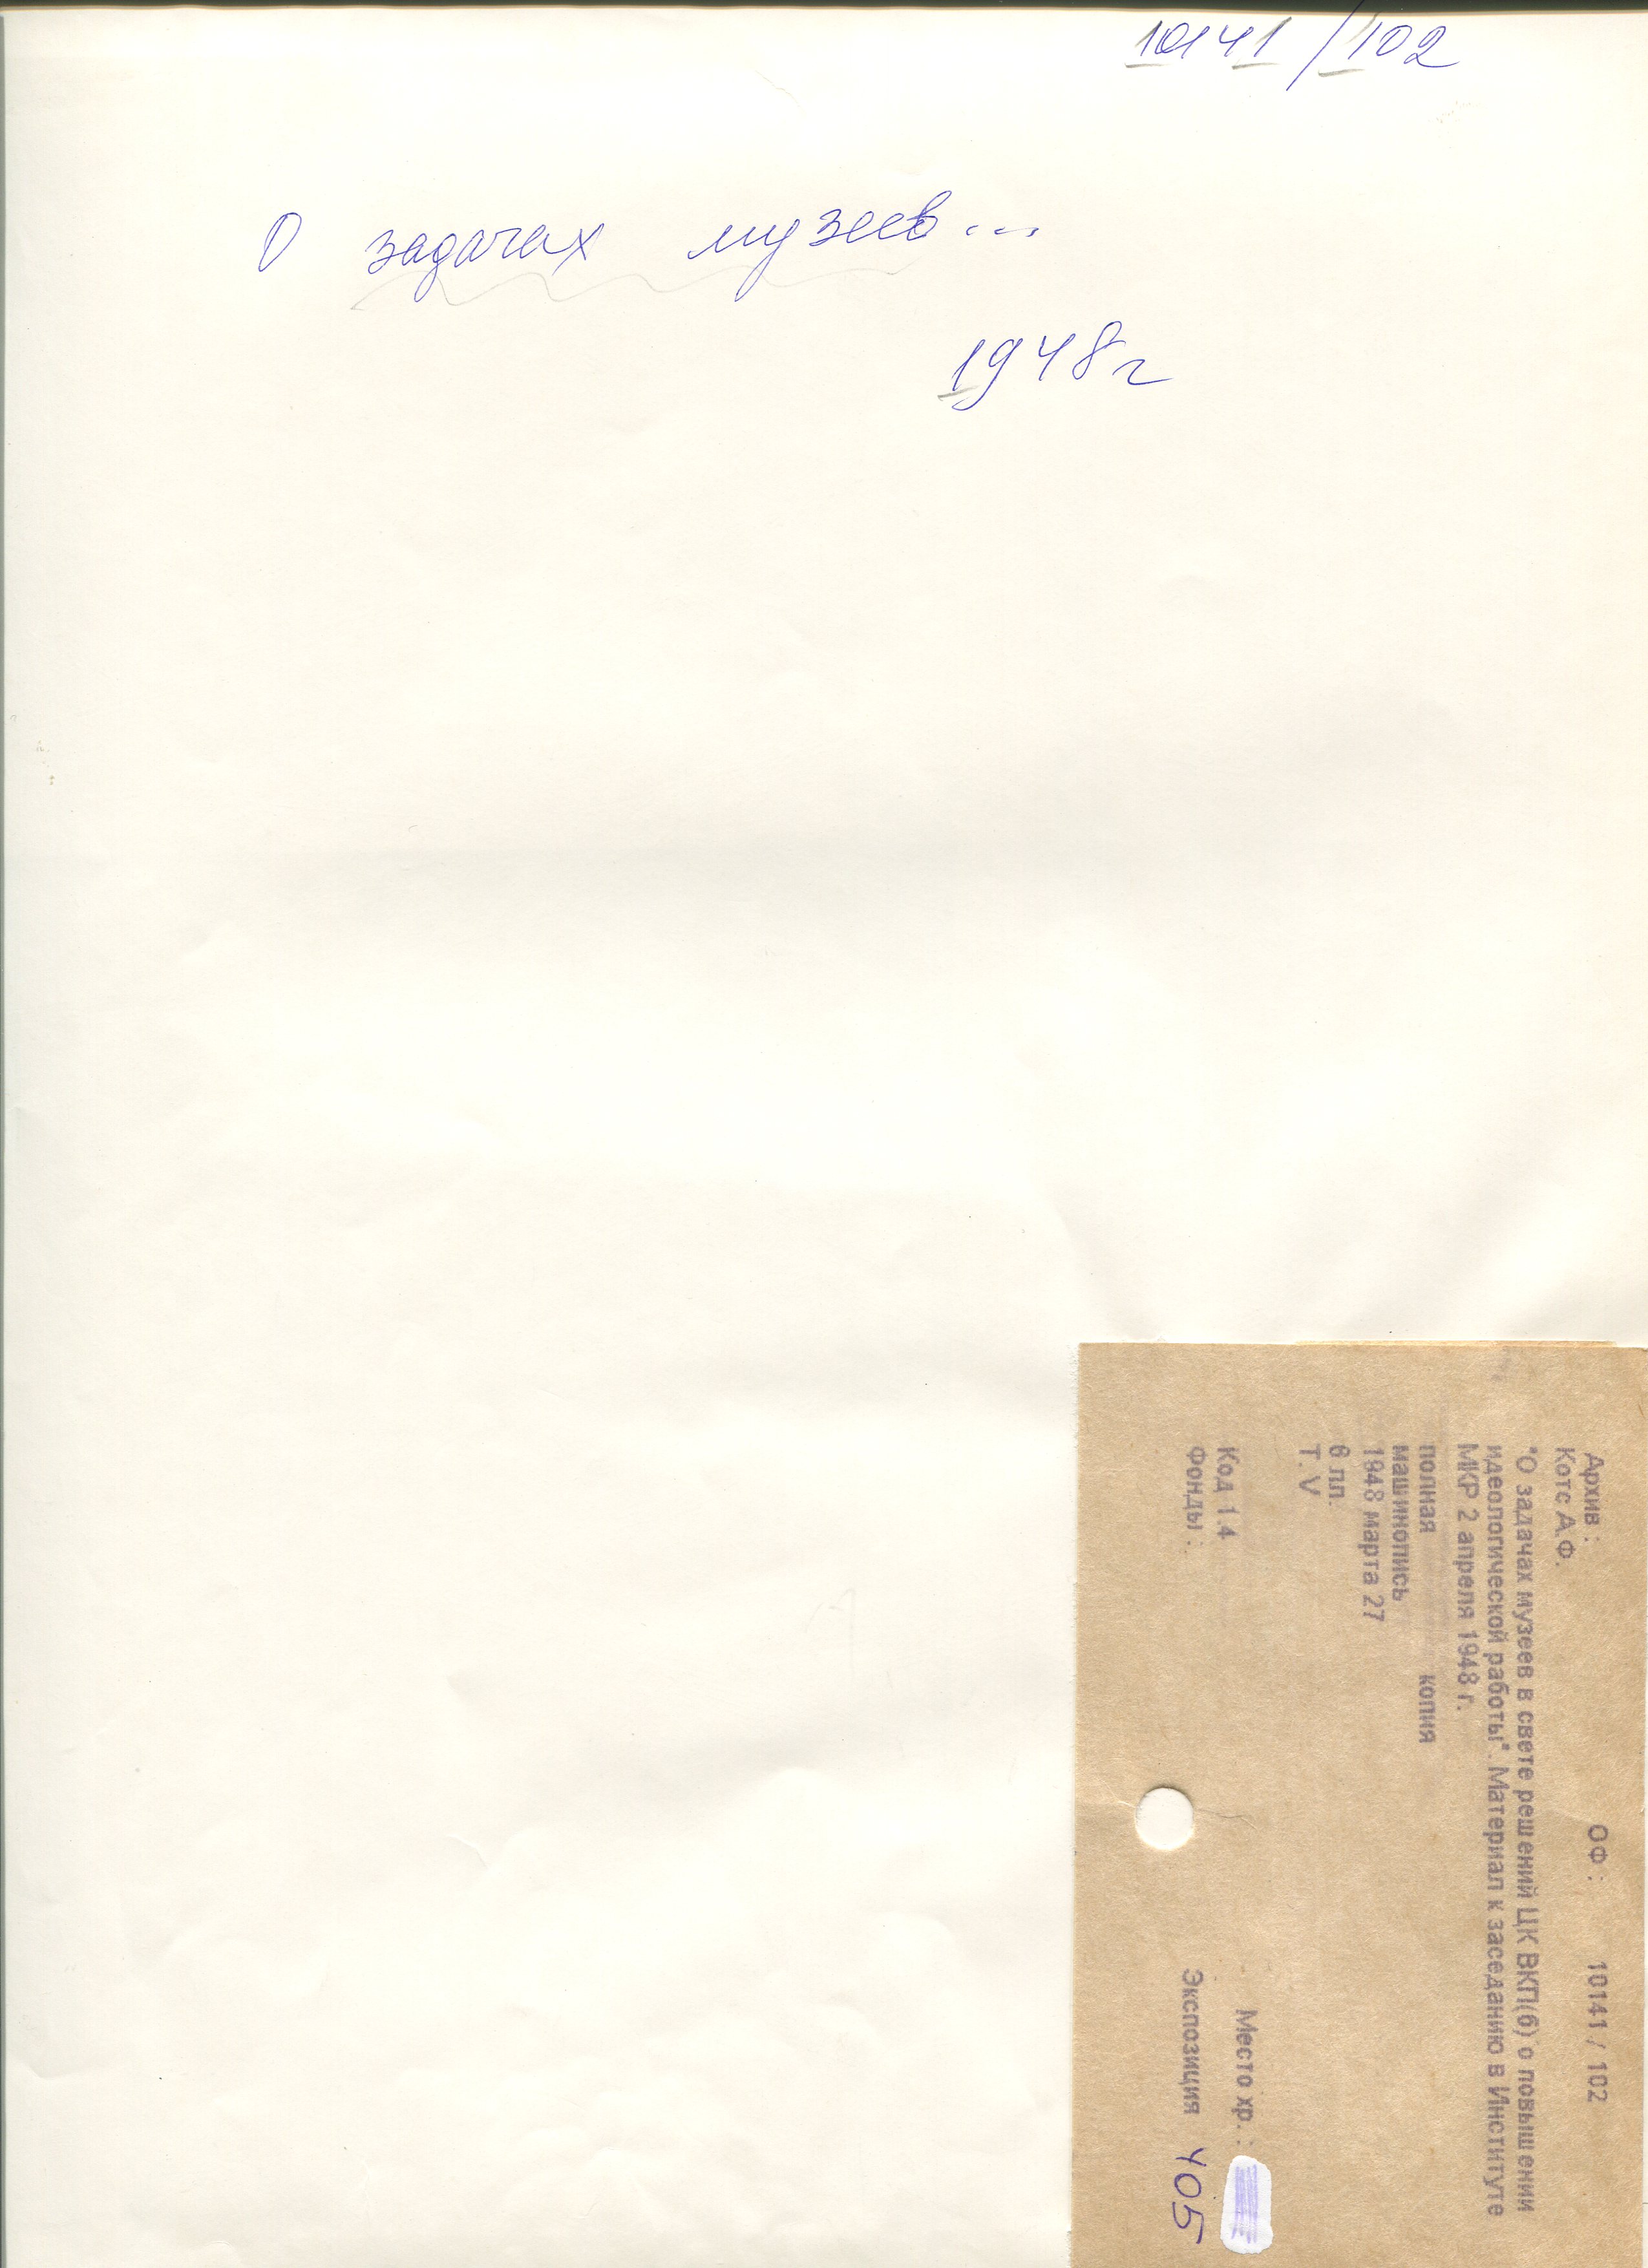 10141/102
О задачах музеев...
1948г
Архив : ОФ : 10141 / 102
Котс А.Ф.
"О задачах музеев в свете решений ЦК ВКП(б) о повышении
идеологической работы". Материал к заседанию в Институте
МКР 2 апреля 1948 г.
полная копия
машинопись
1948 марта 27
6 лл.
Т. V
Место хр. :
Код 1.4
Фонды : Экспозиция 405